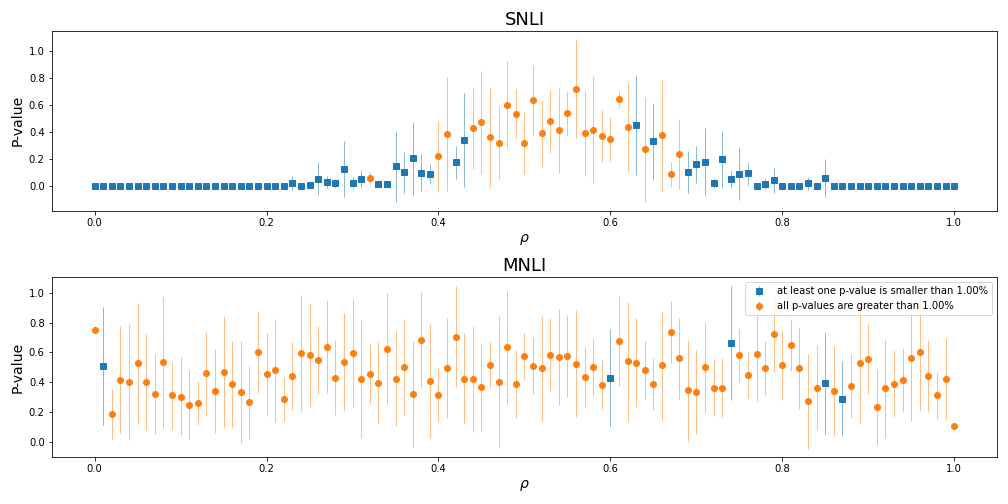 SNLI
P-value
1.0
0.8
0.6
0.4
0.2
0.0
0.0 0.2 0.4 0.6 0.8 1.0
ρ
MNLI
P-value
1.0
0.8
0.6
0.4
0.2
0.0
at least one p-value is smaller than 1.00%
all p-values are greater than 1.00%
0.0 0.2 0.4 0.6 0.8 1.0
ρ